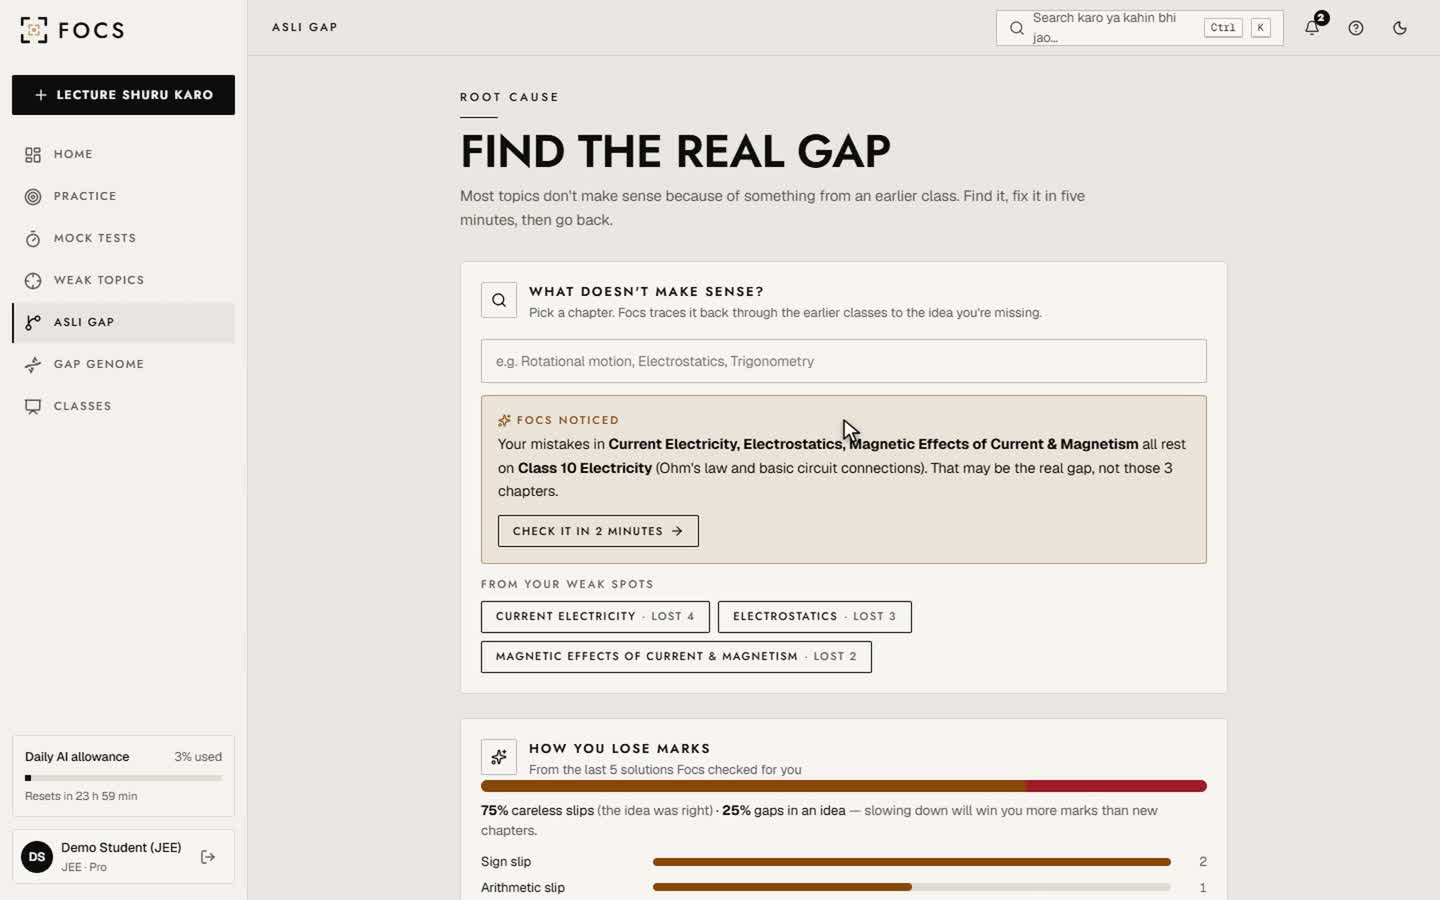 FOCS
ASLI GAP
Search karo ya kahin bhi
jao...
Ctrl K
2
+ LECTURE SHURU KARO
HOME
PRACTICE
MOCK TESTS
WEAK TOPICS
ASLI GAP
GAP GENOME
CLASSES
Daily AI allowance 3% used
Resets in 23 h 59 min
DS
Demo Student (JEE)
JEE · Pro
ROOT CAUSE
FIND THE REAL GAP
Most topics don't make sense because of something from an earlier class. Find it, fix it in five
minutes, then go back.
WHAT DOESN'T MAKE SENSE?
Pick a chapter. Focs traces it back through the earlier classes to the idea you're missing.
e.g. Rotational motion, Electrostatics, Trigonometry
FOCS NOTICED
Your mistakes in Current Electricity, Electrostatics, Magnetic Effects of Current & Magnetism all rest
on Class 10 Electricity (Ohm's law and basic circuit connections). That may be the real gap, not those 3
chapters.
CHECK IT IN 2 MINUTES →
FROM YOUR WEAK SPOTS
CURRENT ELECTRICITY · LOST 4
ELECTROSTATICS · LOST 3
MAGNETIC EFFECTS OF CURRENT & MAGNETISM · LOST 2
HOW YOU LOSE MARKS
From the last 5 solutions Focs checked for you
75% careless slips (the idea was right) · 25% gaps in an idea — slowing down will win you more marks than new
chapters.
Sign slip 2
Arithmetic slip 1